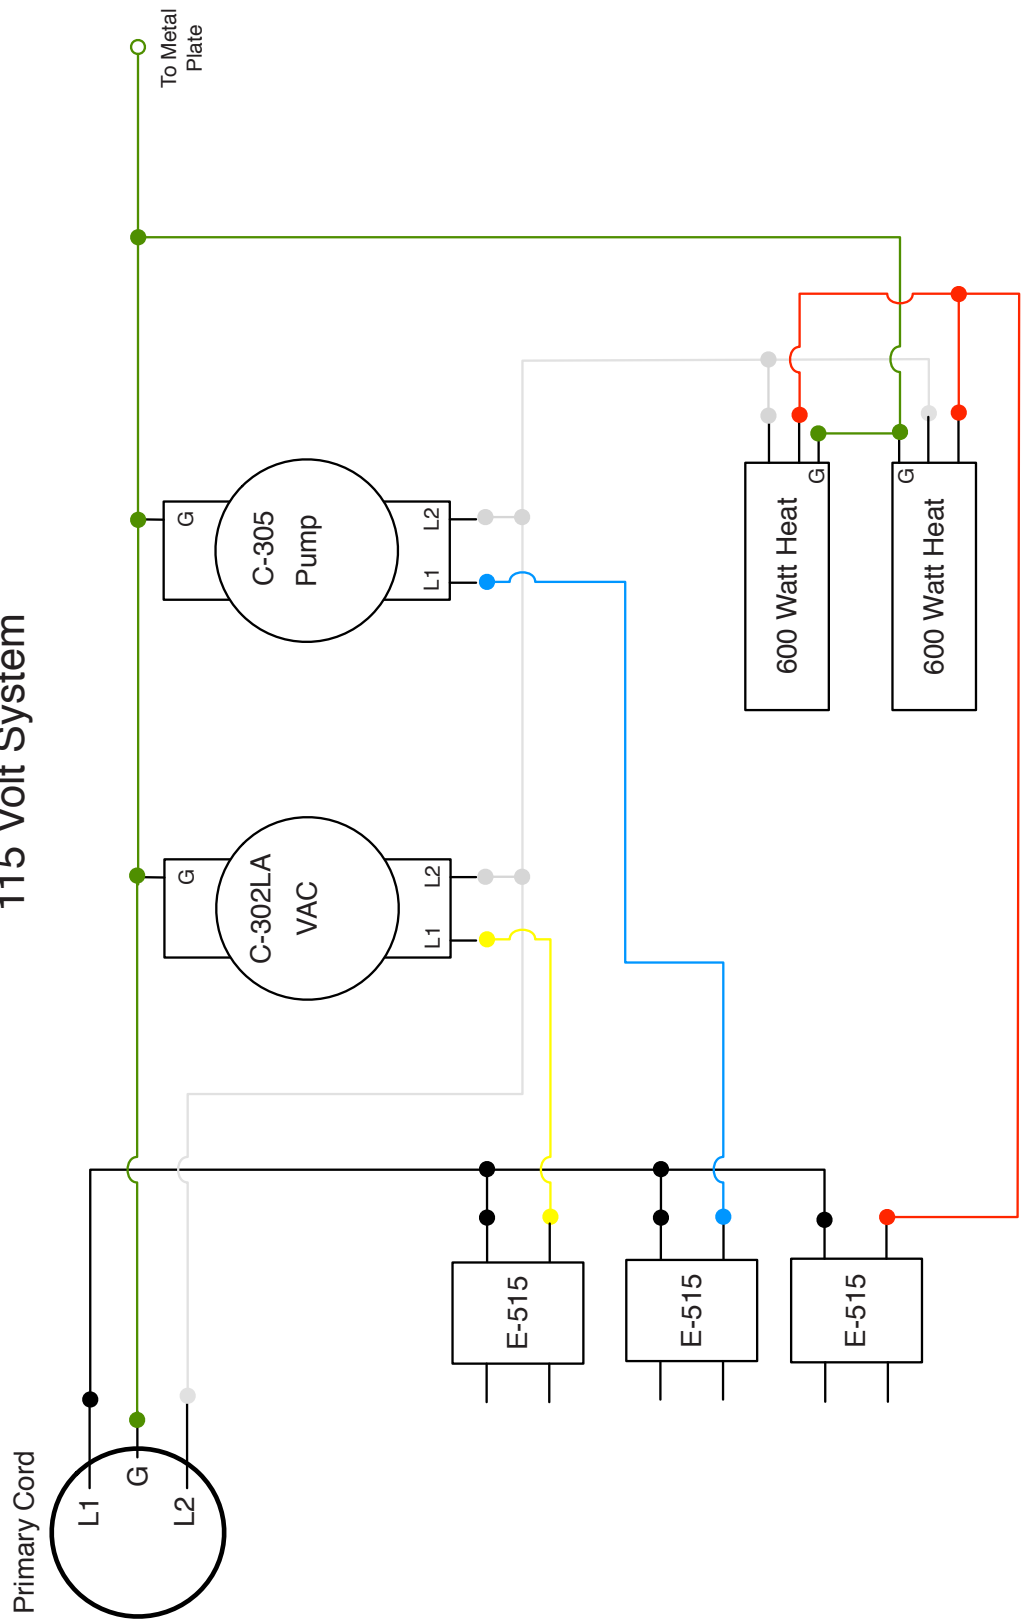 115 Volt System
Primary Cord
L1
G
L2
To Metal
Plate
G
C-302LA
VAC
L1
L2
G
C-305
Pump
L1
L2
E-515
E-515
E-515
600 Watt Heat
G
600 Watt Heat
G